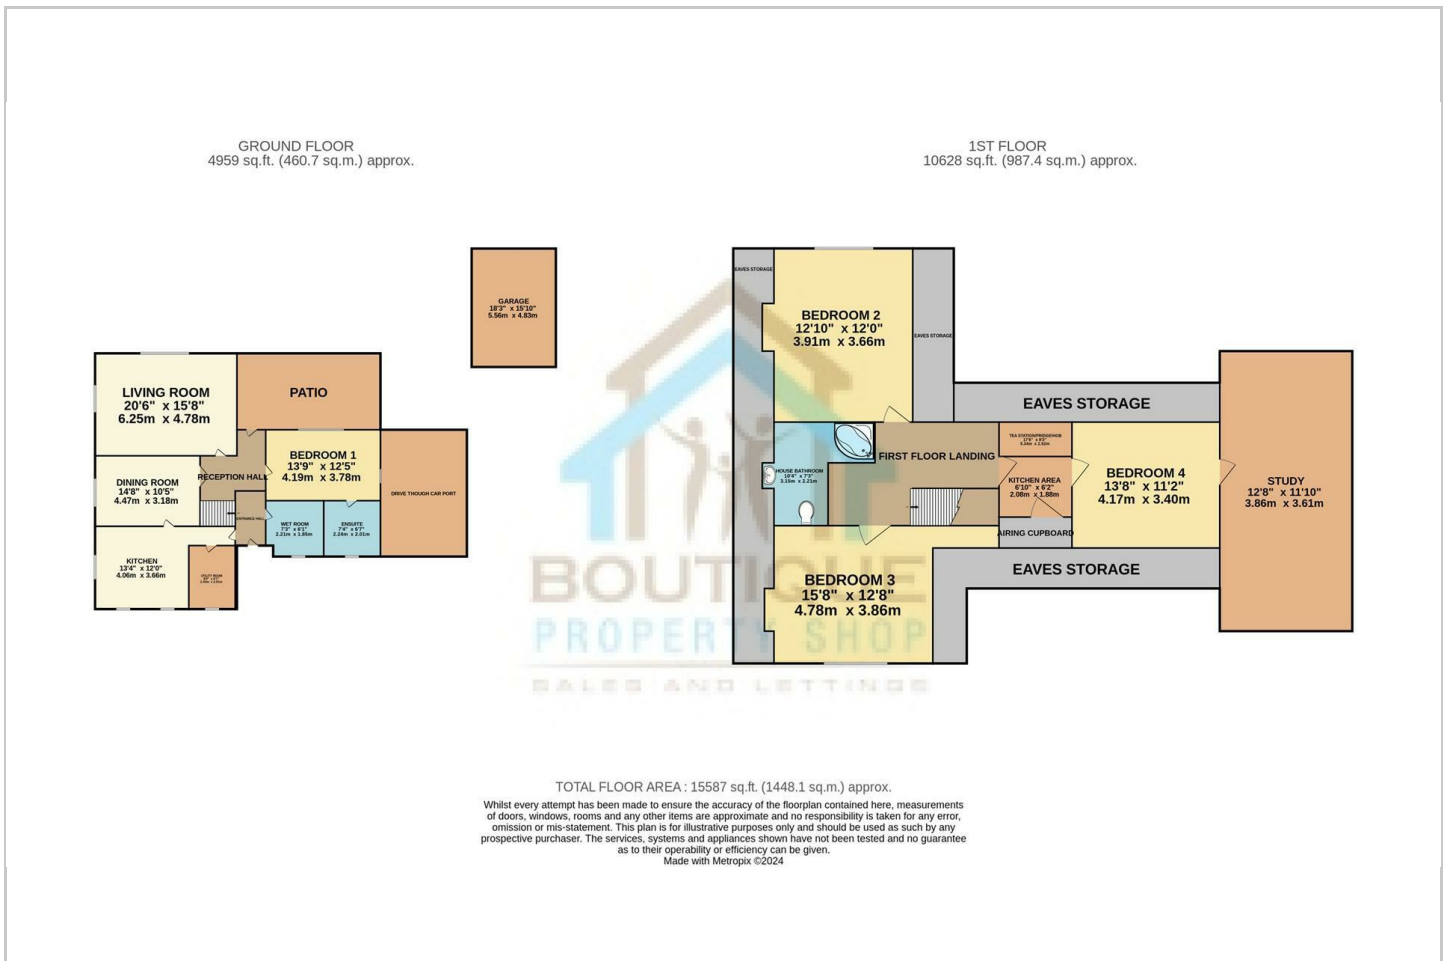 GROUND FLOOR
4959 sq.ft. (460.7 sq.m.) approx.
1ST FLOOR
10628 sq.ft. (987.4 sq.m.) approx.
GARAGE
18'3" x 15'10"
5.56m x 4.83m
LIVING ROOM
20'6" x 15'8"
6.25m x 4.78m
PATIO
RECEPTION HALL
BEDROOM 1
13'9" x 12'5"
4.19m x 3.78m
DINING ROOM
14'8" x 10'5"
4.47m x 3.18m
DRIVE THOUGH CAR PORT
ENTRANCE HALL
WET ROOM
7'3" x 6'1"
2.21m x 1.85m
ENSUITE
7'4" x 6'7"
2.24m x 2.01m
KITCHEN
13'4" x 12'0"
4.06m x 3.66m
UTILITY ROOM
EAVES STORAGE
BEDROOM 2
12'10" x 12'0"
3.91m x 3.66m
EAVES STORAGE
EAVES STORAGE
HOUSE BATHROOM
10'4" x 7'3"
3.15m x 2.21m
FIRST FLOOR LANDING
TEA STATION/FRIDGE/HOB
KITCHEN AREA
6'10" x 6'2"
2.08m x 1.88m
BEDROOM 4
13'8" x 11'2"
4.17m x 3.40m
STUDY
12'8" x 11'10"
3.86m x 3.61m
AIRING CUPBOARD
EAVES STORAGE
BEDROOM 3
15'8" x 12'8"
4.78m x 3.86m
BOUTIQUE
PROPERTY SHOP
SALES AND LETTINGS
TOTAL FLOOR AREA : 15587 sq.ft. (1448.1 sq.m.) approx.
Whilst every attempt has been made to ensure the accuracy of the floorplan contained here, measurements
of doors, windows, rooms and any other items are approximate and no responsibility is taken for any error,
omission or mis-statement. This plan is for illustrative purposes only and should be used as such by any
prospective purchaser. The services, systems and appliances shown have not been tested and no guarantee
as to their operability or efficiency can be given.
Made with Metropix ©2024